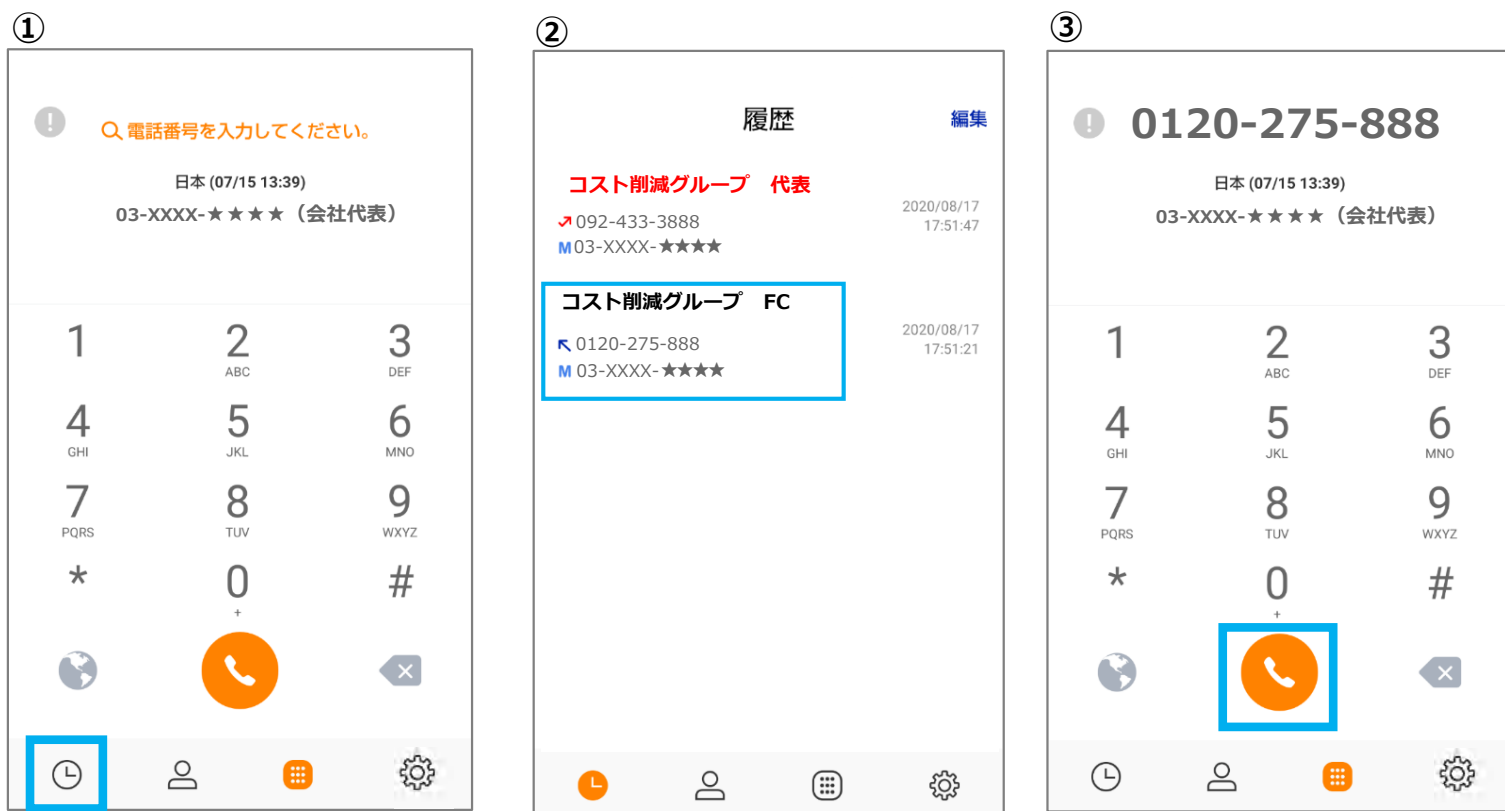 ①
電話番号を入力してください。
日本 (07/15 13:39)
03-XXXX-★★★★（会社代表）
1
2
ABC
3
DEF
4
GHI
5
JKL
6
MNO
7
PQRS
8
TUV
9
WXYZ
*
0
+
#
②
履歴
編集
コスト削減グループ　代表
092-433-3888
M 03-XXXX-★★★★
2020/08/17
17:51:47
コスト削減グループ　FC
0120-275-888
M 03-XXXX-★★★★
2020/08/17
17:51:21
③
0120-275-888
日本 (07/15 13:39)
03-XXXX-★★★★（会社代表）
1
2
ABC
3
DEF
4
GHI
5
JKL
6
MNO
7
PQRS
8
TUV
9
WXYZ
*
0
+
#